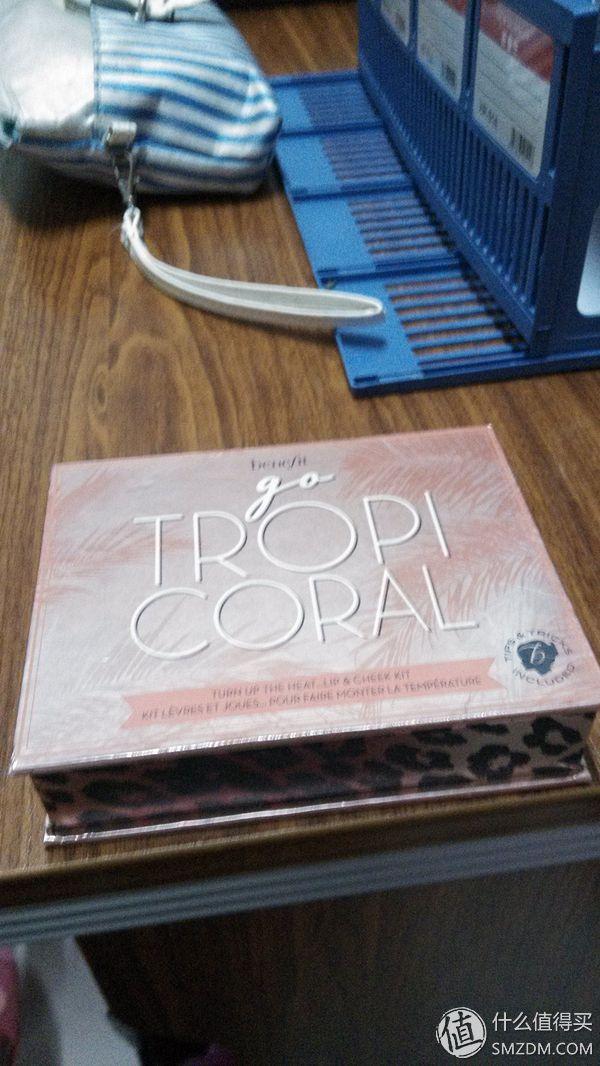 benefit
go
TROPI
CORAL
TURN UP THE HEAT...LIP & CHEEK KIT
KIT LÈVRES ET JOUES... POUR FAIRE MONTER LA TEMPÉRATURE
TIPS & TRICKS
b
INCLUDED
值 什么值得买
SMZDM.COM